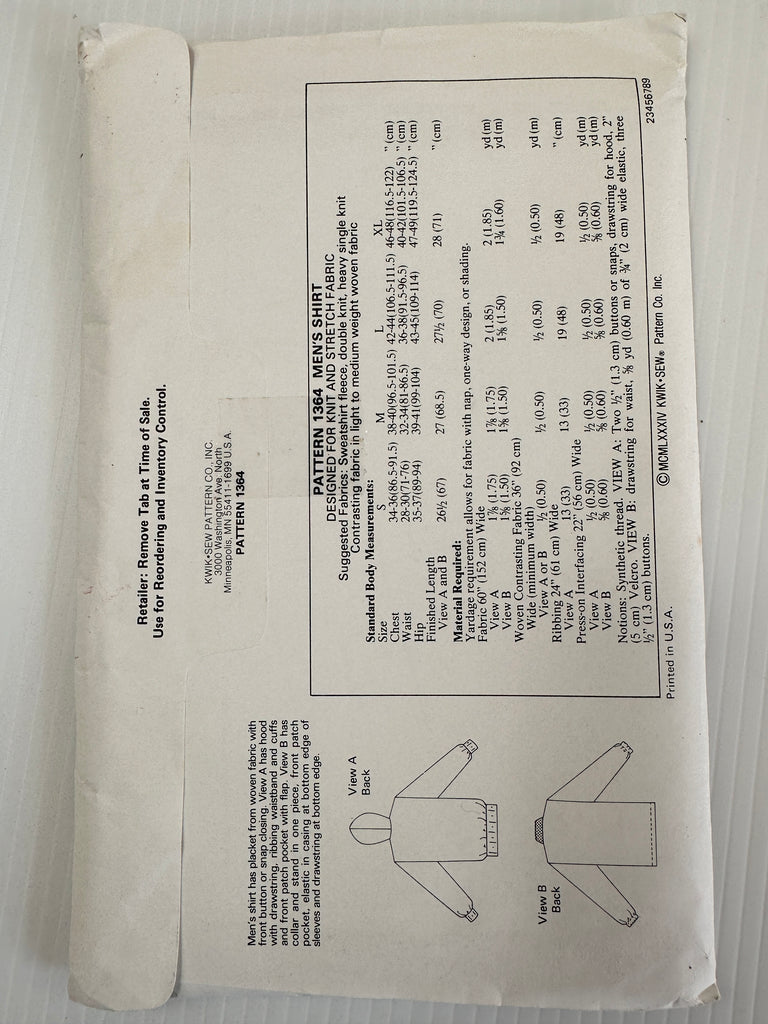 Retailer: Remove Tab at Time of Sale.
Use for Reordering and Inventory Control.
KWIK•SEW PATTERN CO., INC.
3000 Washington Ave. North
Minneapolis, MN 55411-1699 U.S.A.
PATTERN 1364
Men's shirt has placket from woven fabric with
front button or snap closing. View A has hood
with drawstring, ribbing waistband and cuffs
and front patch pocket with flap. View B has
collar and stand in one piece, front patch
pocket, elastic in casing at bottom edge of
sleeves and drawstring at bottom edge.
View A
Back
View B
Back
PATTERN 1364 MEN'S SHIRT
DESIGNED FOR KNIT AND STRETCH FABRIC
Suggested Fabrics: Sweatshirt fleece, double knit, heavy single knit
Contrasting fabric in light to medium weight woven fabric
Standard Body Measurements:
Size S M L XL
Chest 34-36(86.5-91.5) 38-40(96.5-101.5) 42-44(106.5-111.5) 46-48(116.5-122) " (cm)
Waist 28-30(71-76) 32-34(81-86.5) 36-38(91.5-96.5) 40-42(101.5-106.5) " (cm)
Hip 35-37(89-94) 39-41(99-104) 43-45(109-114) 47-49(119.5-124.5) " (cm)
Finished Length
View A and B 26½ (67) 27 (68.5) 27½ (70) 28 (71) " (cm)
Material Required:
Yardage requirement allows for fabric with nap, one-way design, or shading.
Fabric 60" (152 cm) Wide
View A 1⅞ (1.75) 1⅞ (1.75) 2 (1.85) 2 (1.85) yd (m)
View B 1⅝ (1.50) 1⅝ (1.50) 1⅝ (1.50) 1¾ (1.60) yd (m)
Woven Contrasting Fabric 36" (92 cm)
Wide (minimum width)
View A or B ½ (0.50) ½ (0.50) ½ (0.50) ½ (0.50) yd (m)
Ribbing 24" (61 cm) Wide
View A 13 (33) 13 (33) 19 (48) 19 (48) " (cm)
Press-on Interfacing 22" (56 cm) Wide
View A ½ (0.50) ½ (0.50) ½ (0.50) ½ (0.50) yd (m)
View B ⅝ (0.60) ⅝ (0.60) ⅝ (0.60) ⅝ (0.60) yd (m)
Notions: Synthetic thread. VIEW A: Two ½" (1.3 cm) buttons or snaps, drawstring for hood, 2"
(5 cm) Velcro. VIEW B: drawstring for waist, ⅝ yd (0.60 m) of ¾" (2 cm) wide elastic, three
½" (1.3 cm) buttons.
Printed in U.S.A. © MCMLXXXIV KWIK•SEW® Pattern Co. Inc. 23456789